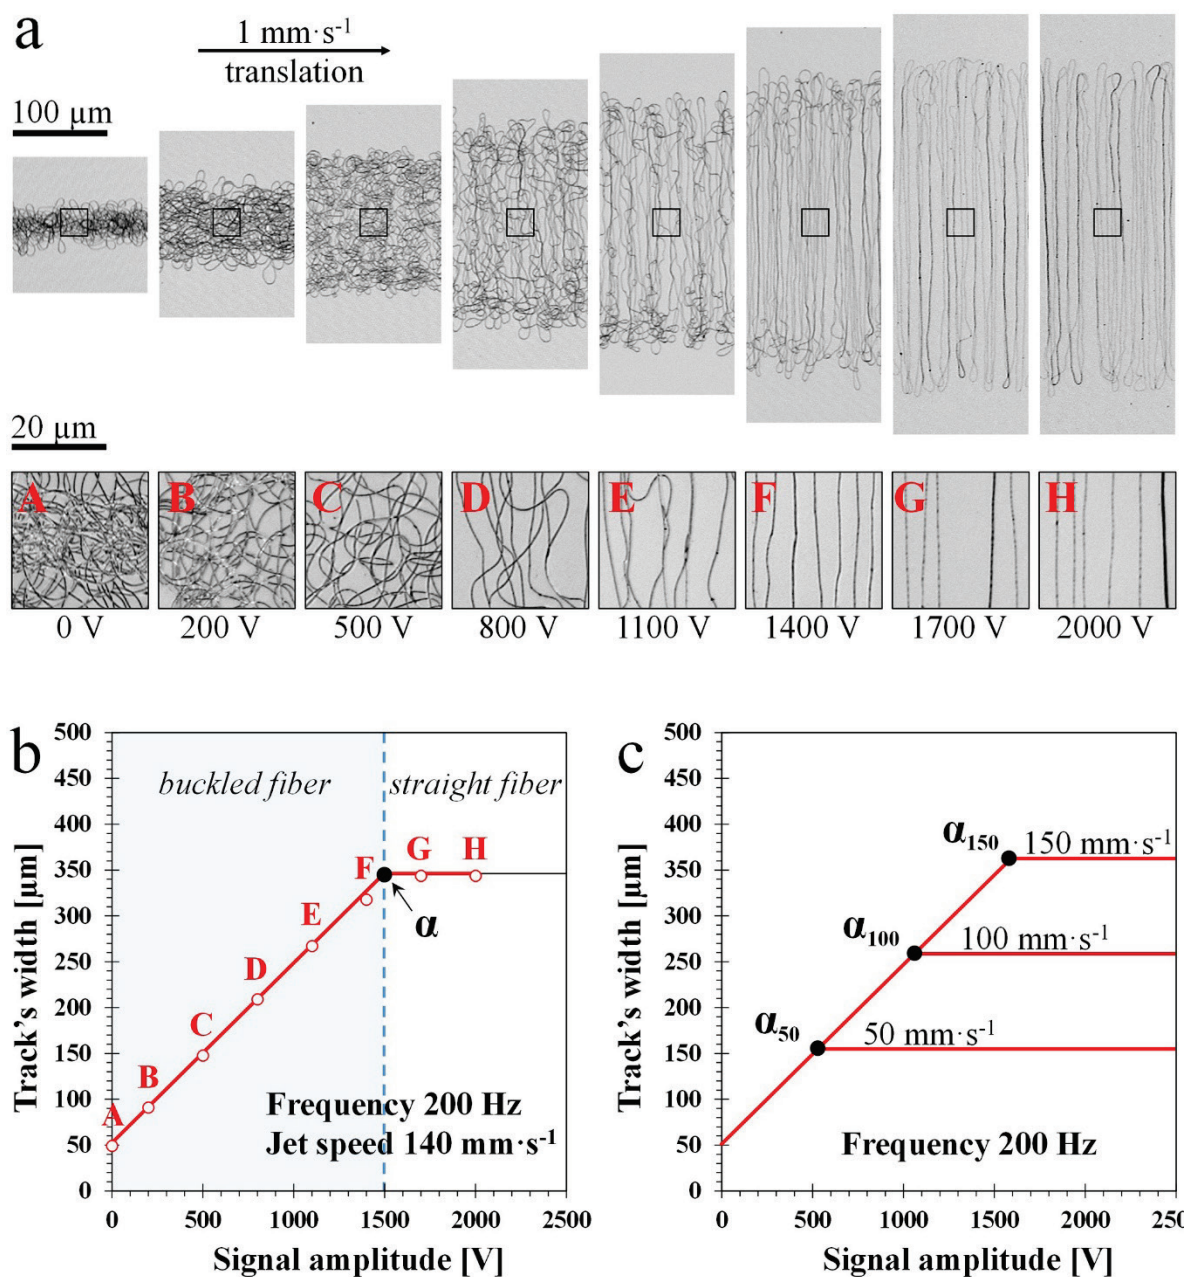 a
1 mm·s⁻¹
translation
100 µm
20 µm
A B C D E F G H
0 V 200 V 500 V 800 V 1100 V 1400 V 1700 V 2000 V
b
Track's width [µm]
500
450
400
350
300
250
200
150
100
50
0
buckled fiber
straight fiber
A
B
C
D
E
F
G
H
α
Frequency 200 Hz
Jet speed 140 mm·s⁻¹
0 500 1000 1500 2000 2500
Signal amplitude [V]
c
Track's width [µm]
500
450
400
350
300
250
200
150
100
50
0
α₁₅₀
150 mm·s⁻¹
α₁₀₀
100 mm·s⁻¹
α₅₀
50 mm·s⁻¹
Frequency 200 Hz
0 500 1000 1500 2000 250
Signal amplitude [V]